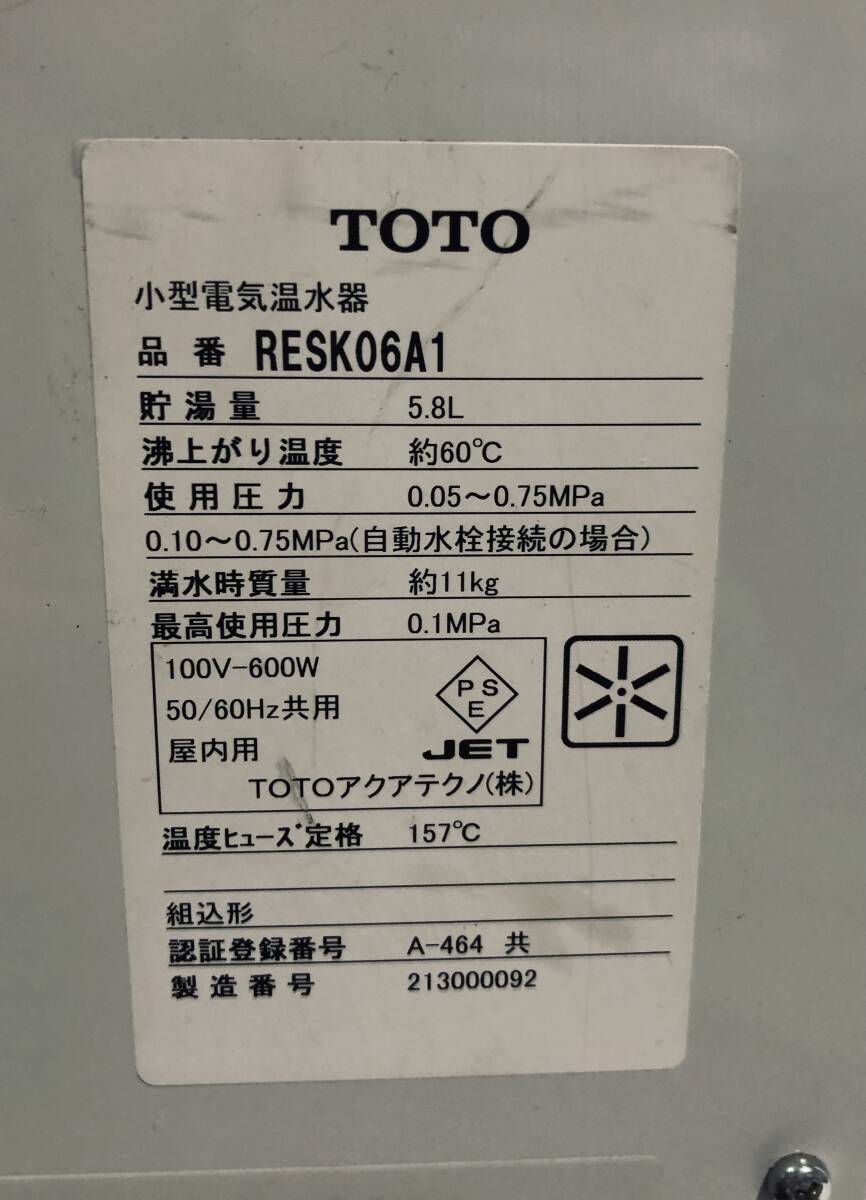 TOTO
小型電気温水器
品番 RESK06A1
貯湯量 5.8L
沸上がり温度 約60℃
使用圧力 0.05～0.75MPa
0.10～0.75MPa(自動水栓接続の場合)
満水時質量 約11kg
最高使用圧力 0.1MPa
100V-600W
50/60Hz共用
屋内用
PS
E
JET
TOTOアクアテクノ(株)
温度ヒューズ定格 157℃
組込形
認証登録番号 A-464 共
製造番号 213000092